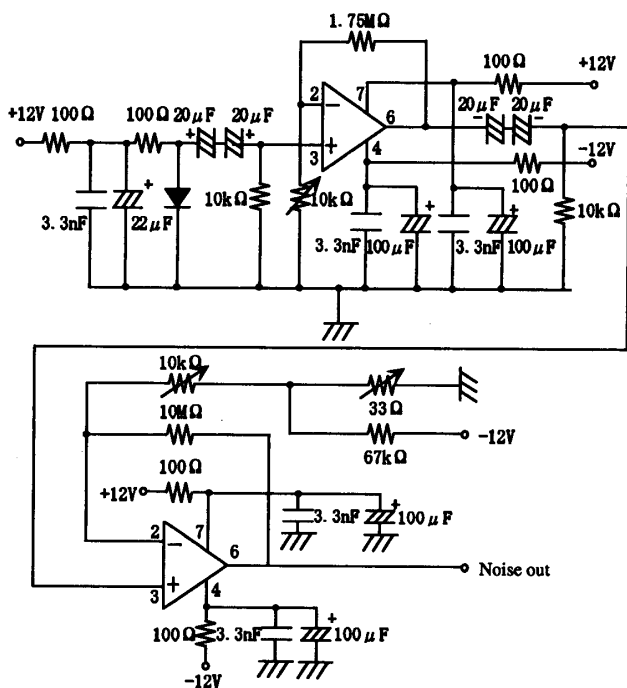 1.75MΩ
100Ω
+12V
2
7
6
20μF
20μF
+12V
100Ω
100Ω
20μF
20μF
3
4
-12V
100Ω
10kΩ
10kΩ
10kΩ
3.3nF
22μF
3.3nF
100μF
3.3nF
100μF
10kΩ
33Ω
10MΩ
67kΩ
-12V
100Ω
+12V
7
3.3nF
100μF
2
6
Noise out
3
4
100Ω
3.3nF
100μF
-12V
+
+
-
-
-
+
+
+
+
-
+
+